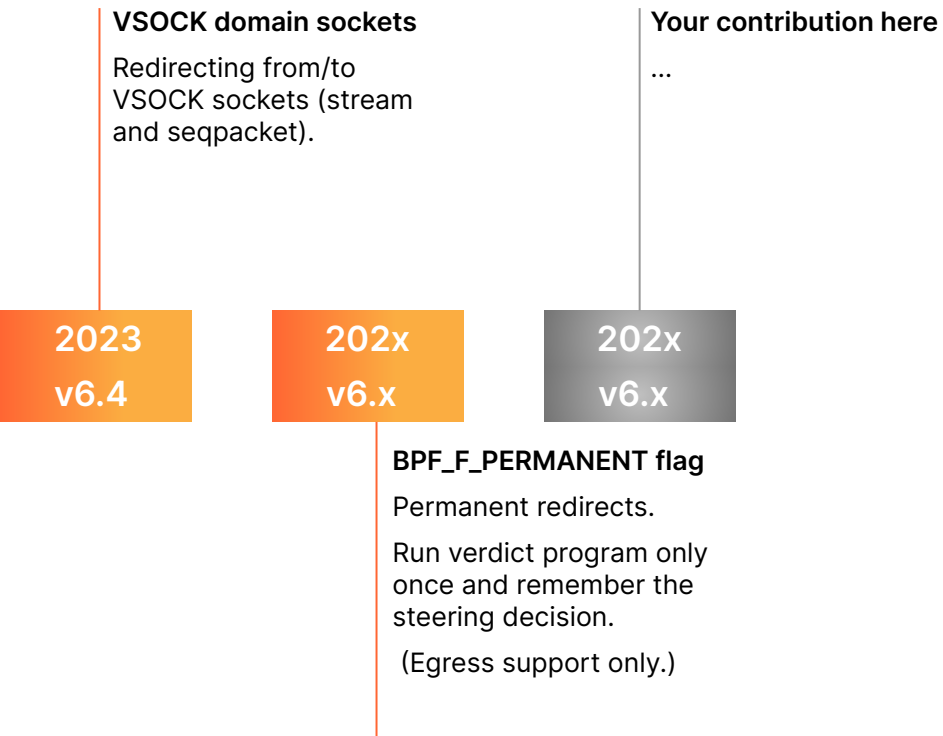 VSOCK domain sockets
Redirecting from/to
VSOCK sockets (stream
and seqpacket).
Your contribution here
...
2023
v6.4
202x
v6.x
202x
v6.x
BPF_F_PERMANENT flag
Permanent redirects.
Run verdict program only
once and remember the
steering decision.
(Egress support only.)